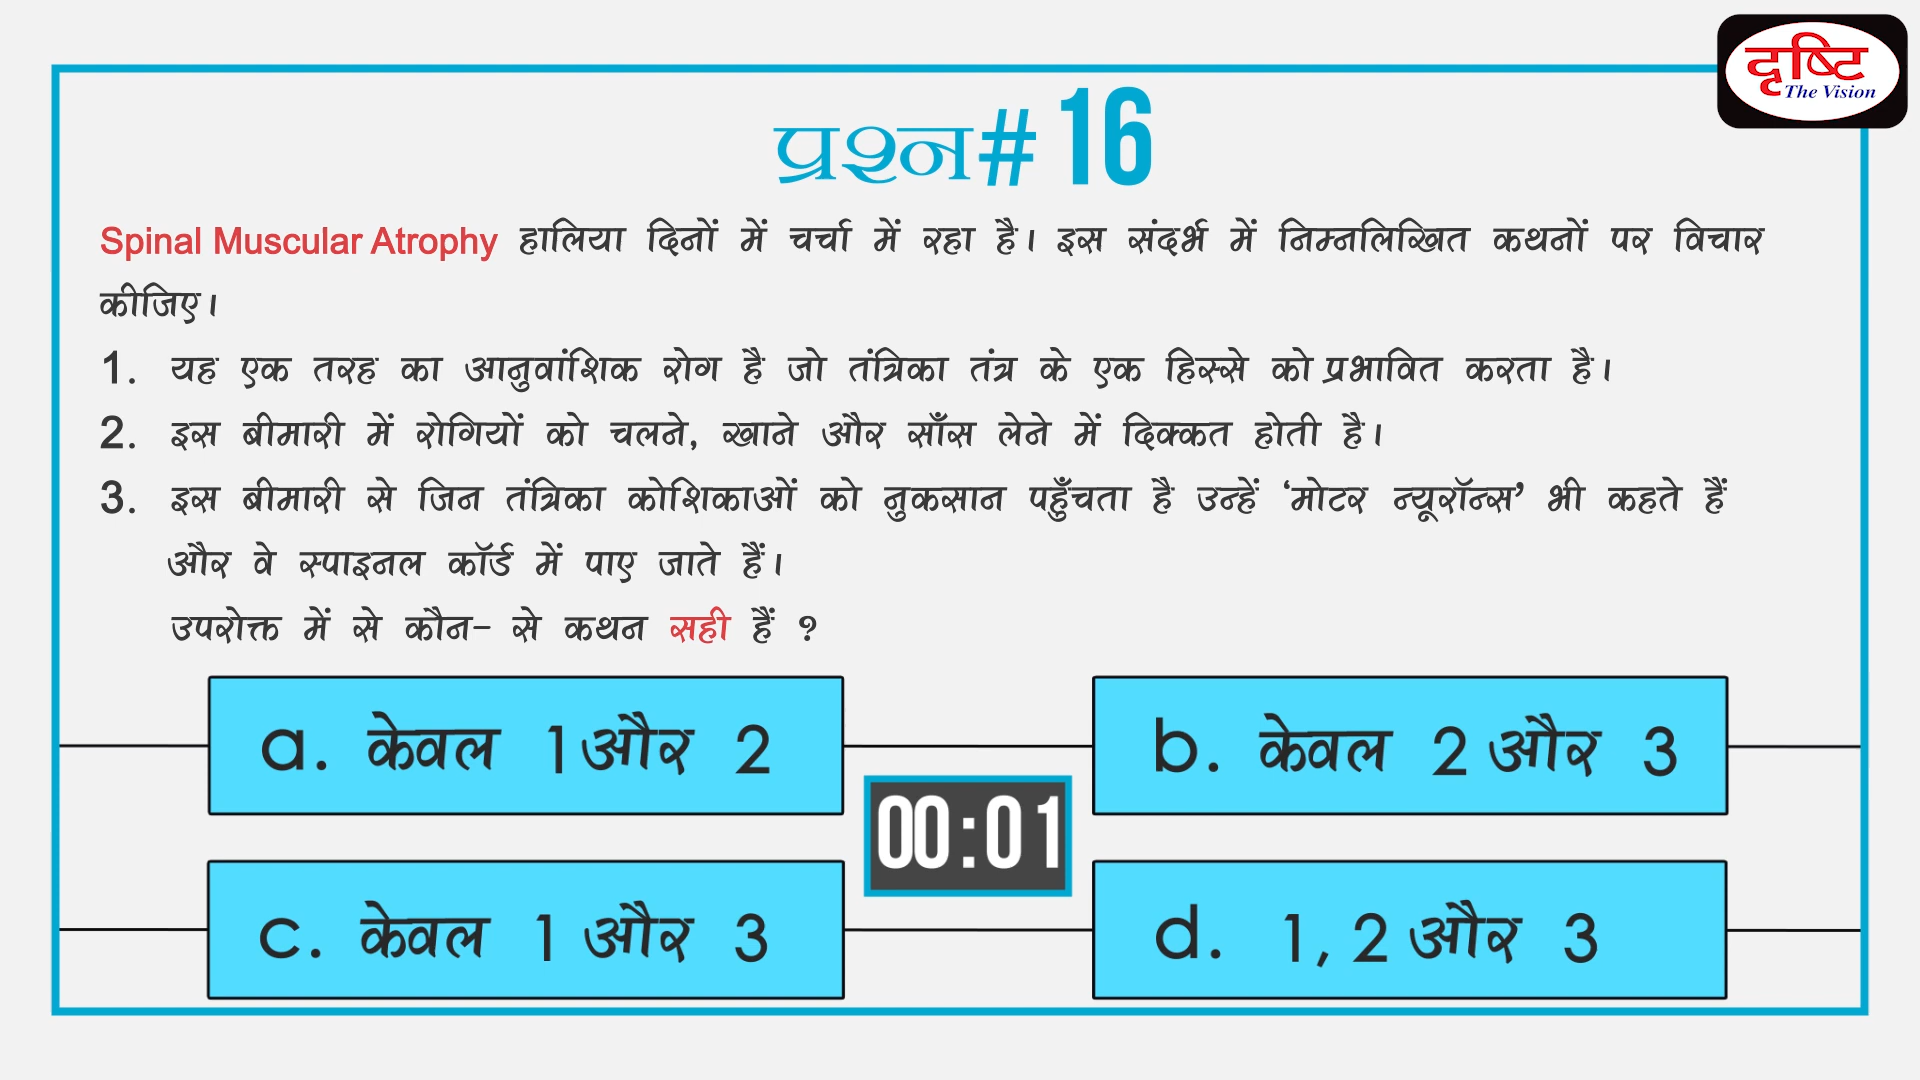 दृष्टि
The Vision
प्रश्न# 16
Spinal Muscular Atrophy हालिया दिनों में चर्चा में रहा है। इस संदर्भ में निम्नलिखित कथनों पर विचार
कीजिए।
1. यह एक तरह का आनुवांशिक रोग है जो तंत्रिका तंत्र के एक हिस्से को प्रभावित करता है।
2. इस बीमारी में रोगियों को चलने, खाने और साँस लेने में दिक्कत होती है।
3. इस बीमारी से जिन तंत्रिका कोशिकाओं को नुकसान पहुँचता है उन्हें ‘मोटर न्यूरॉन्स’ भी कहते हैं
और वे स्पाइनल कॉर्ड में पाए जाते हैं।
उपरोक्त में से कौन- से कथन सही हैं ?
a. केवल 1 और 2
b. केवल 2 और 3
00:01
c. केवल 1 और 3
d. 1, 2 और 3